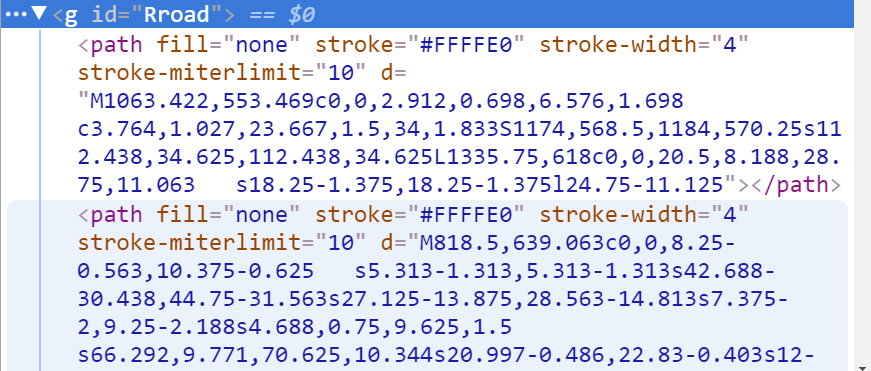 <g id="Rroad"> == $0
<path fill="none" stroke="#FFFFE0" stroke-width="4"
stroke-miterlimit="10" d=
"M1063.422,553.469c0,0,2.912,0.698,6.576,1.698
c3.764,1.027,23.667,1.5,34,1.833S1174,568.5,1184,570.25s11
2.438,34.625,112.438,34.625L1335.75,618c0,0,20.5,8.188,28.
75,11.063   s18.25-1.375,18.25-1.375l24.75-11.125"></path>
<path fill="none" stroke="#FFFFE0" stroke-width="4"
stroke-miterlimit="10" d="M818.5,639.063c0,0,8.25-
0.563,10.375-0.625   s5.313-1.313,5.313-1.313s42.688-
30.438,44.75-31.563s27.125-13.875,28.563-14.813s7.375-
2,9.25-2.188s4.688,0.75,9.625,1.5
s66.292,9.771,70.625,10.344s20.997-0.486,22.83-0.403s12-